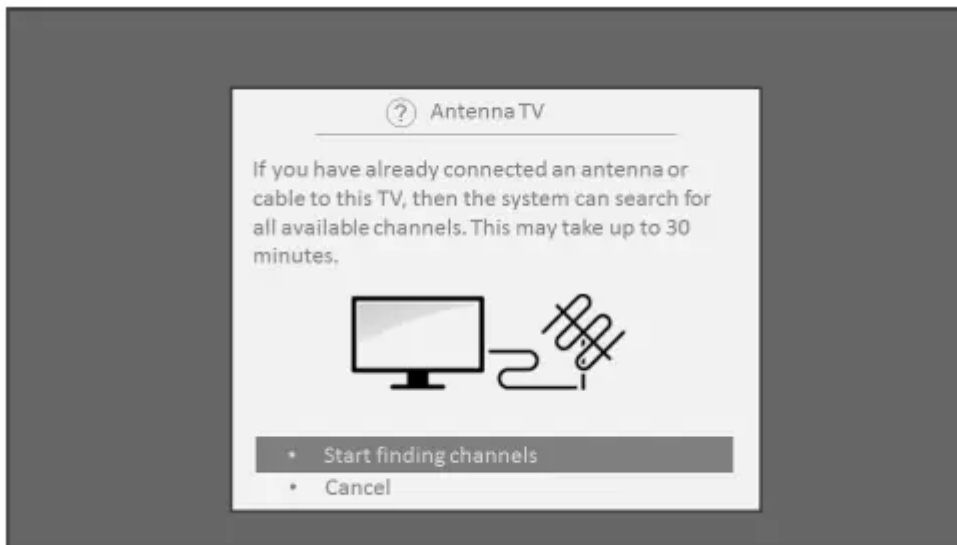 ? Antenna TV
If you have already connected an antenna or
cable to this TV, then the system can search for
all available channels. This may take up to 30
minutes.
• Start finding channels
• Cancel